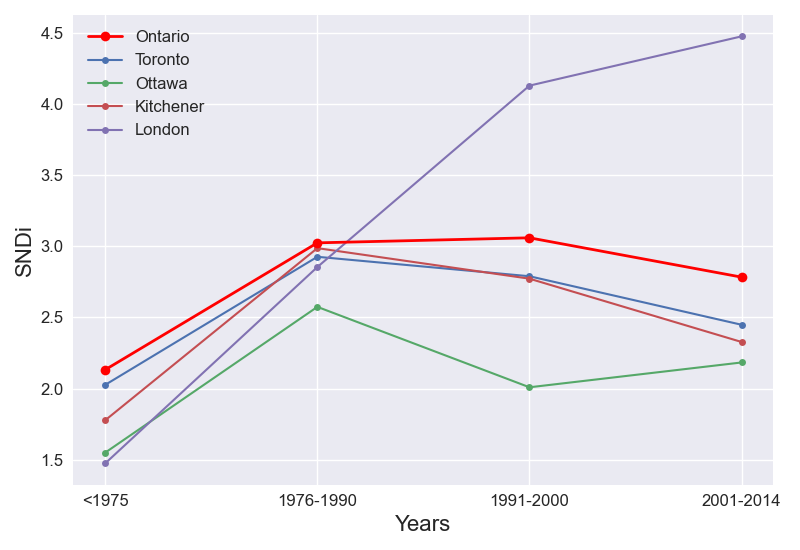 4.5
4.0
3.5
3.0
2.5
2.0
1.5
SNDi
Ontario
Toronto
Ottawa
Kitchener
London
<1975
1976-1990
1991-2000
2001-2014
Years